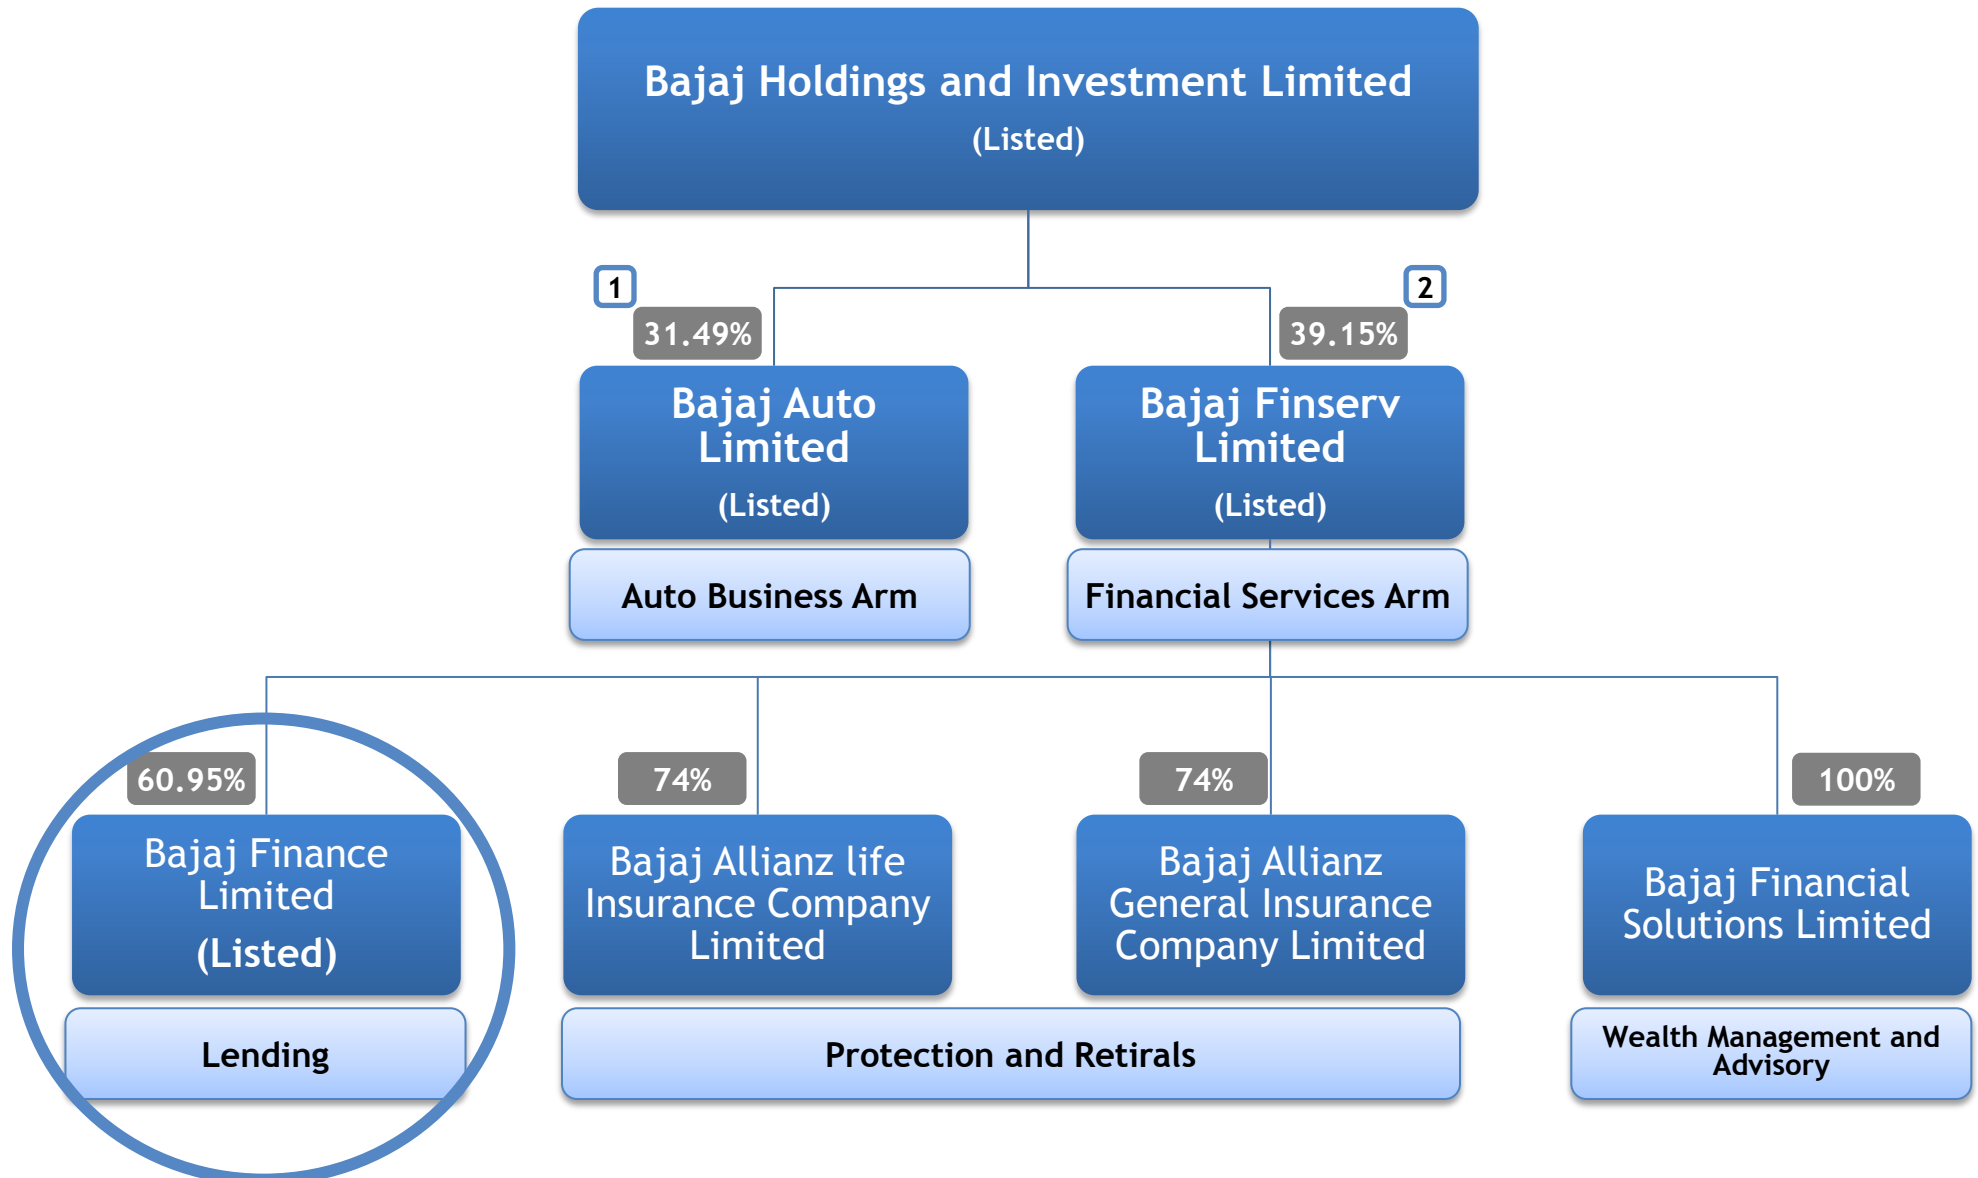 Bajaj Holdings and Investment Limited
(Listed)
1
2
31.49%
39.15%
Bajaj Auto
Limited
(Listed)
Bajaj Finserv
Limited
(Listed)
Auto Business Arm
Financial Services Arm
60.95%
74%
74%
100%
Bajaj Finance
Limited
(Listed)
Bajaj Allianz life
Insurance Company
Limited
Bajaj Allianz
General Insurance
Company Limited
Bajaj Financial
Solutions Limited
Lending
Protection and Retirals
Wealth Management and
Advisory